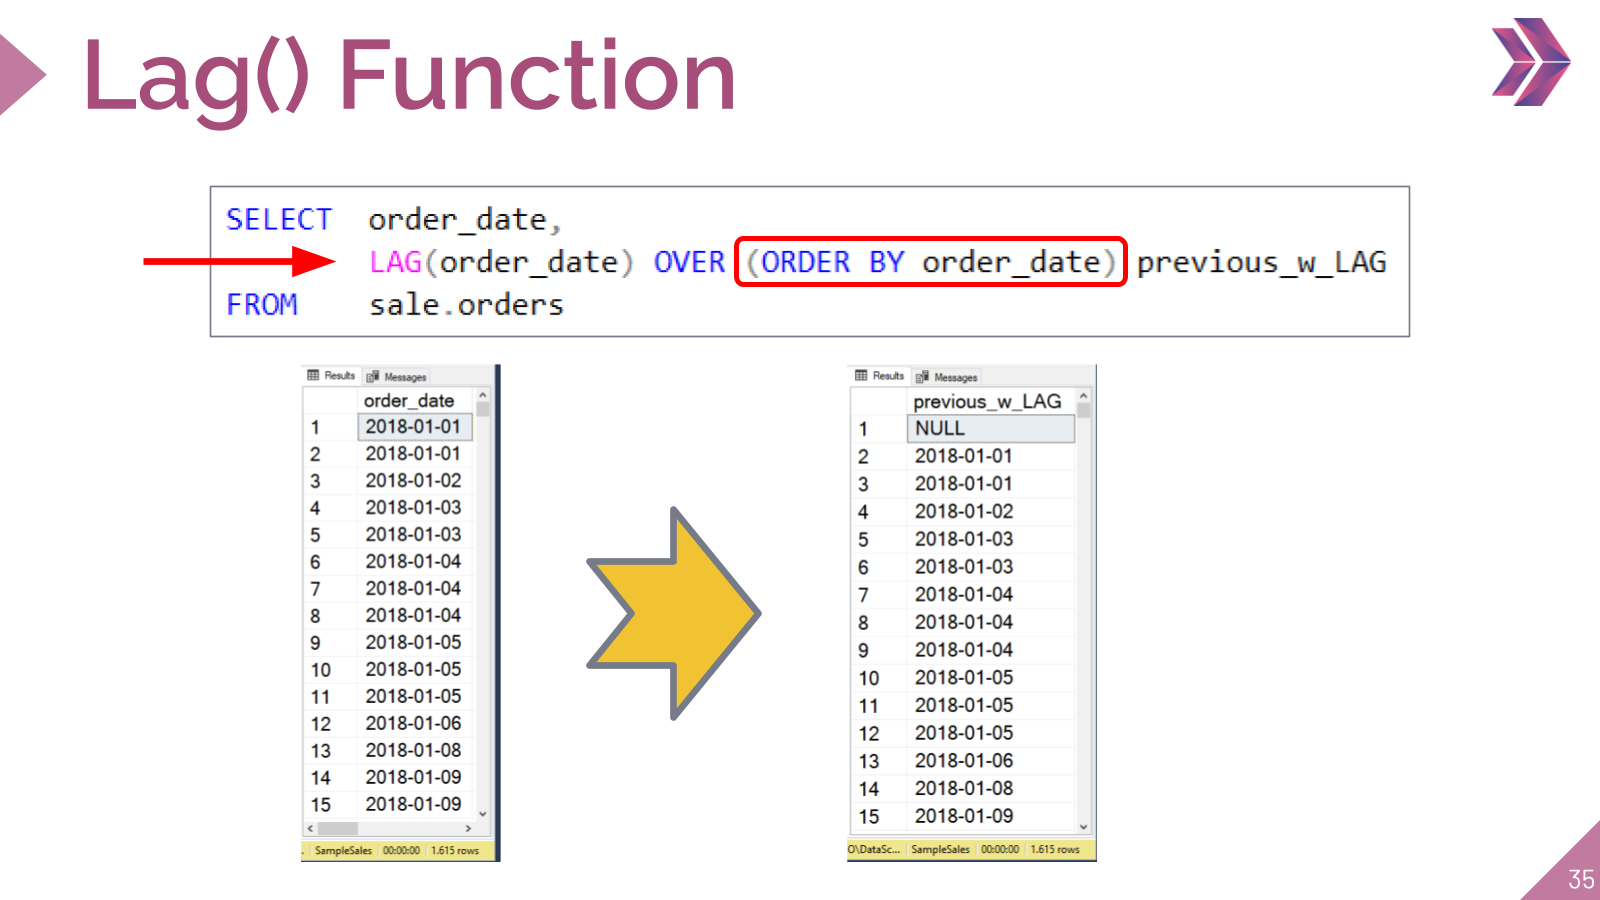 Lag() Function
SELECT order_date,
LAG(order_date) OVER (ORDER BY order_date) previous_w_LAG
FROM sale.orders
Results Messages
order_date
1 2018-01-01
2 2018-01-01
3 2018-01-02
4 2018-01-03
5 2018-01-03
6 2018-01-04
7 2018-01-04
8 2018-01-04
9 2018-01-05
10 2018-01-05
11 2018-01-05
12 2018-01-06
13 2018-01-08
14 2018-01-09
15 2018-01-09
. SampleSales 00:00:00 1.615 rows
Results Messages
previous_w_LAG
1 NULL
2 2018-01-01
3 2018-01-01
4 2018-01-02
5 2018-01-03
6 2018-01-03
7 2018-01-04
8 2018-01-04
9 2018-01-04
10 2018-01-05
11 2018-01-05
12 2018-01-05
13 2018-01-06
14 2018-01-08
15 2018-01-09
O\DataSc... SampleSales 00:00:00 1.615 rows
35